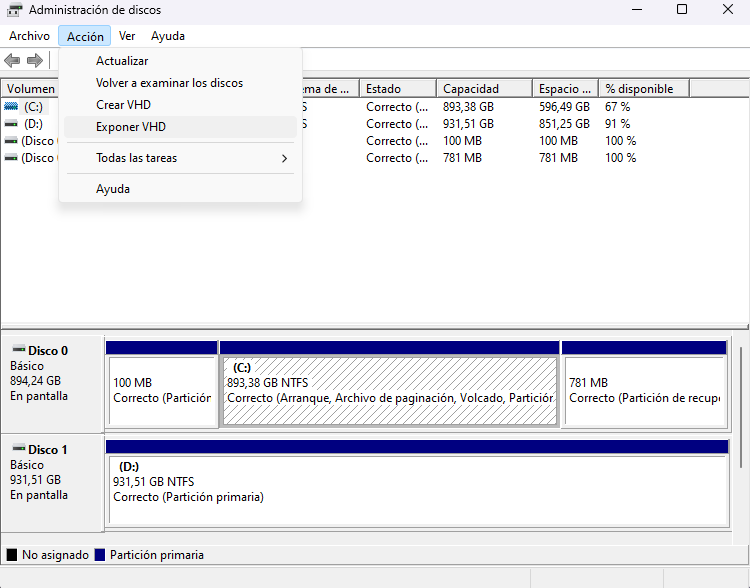 Administración de discos
Archivo Acción Ver Ayuda
Actualizar
Volver a examinar los discos
Crear VHD
Exponer VHD
Todas las tareas
Ayuda
Volumen ema de ... Estado Capacidad Espacio ... % disponible
(C:) S Correcto (... 893,38 GB 596,49 GB 67 %
(D:) S Correcto (... 931,51 GB 851,25 GB 91 %
(Disco Correcto (... 100 MB 100 MB 100 %
(Disco Correcto (... 781 MB 781 MB 100 %
Disco 0
Básico
894,24 GB
En pantalla
100 MB
Correcto (Partición
(C:)
893,38 GB NTFS
Correcto (Arranque, Archivo de paginación, Volcado, Partición
781 MB
Correcto (Partición de recupe
Disco 1
Básico
931,51 GB
En pantalla
(D:)
931,51 GB NTFS
Correcto (Partición primaria)
No asignado Partición primaria